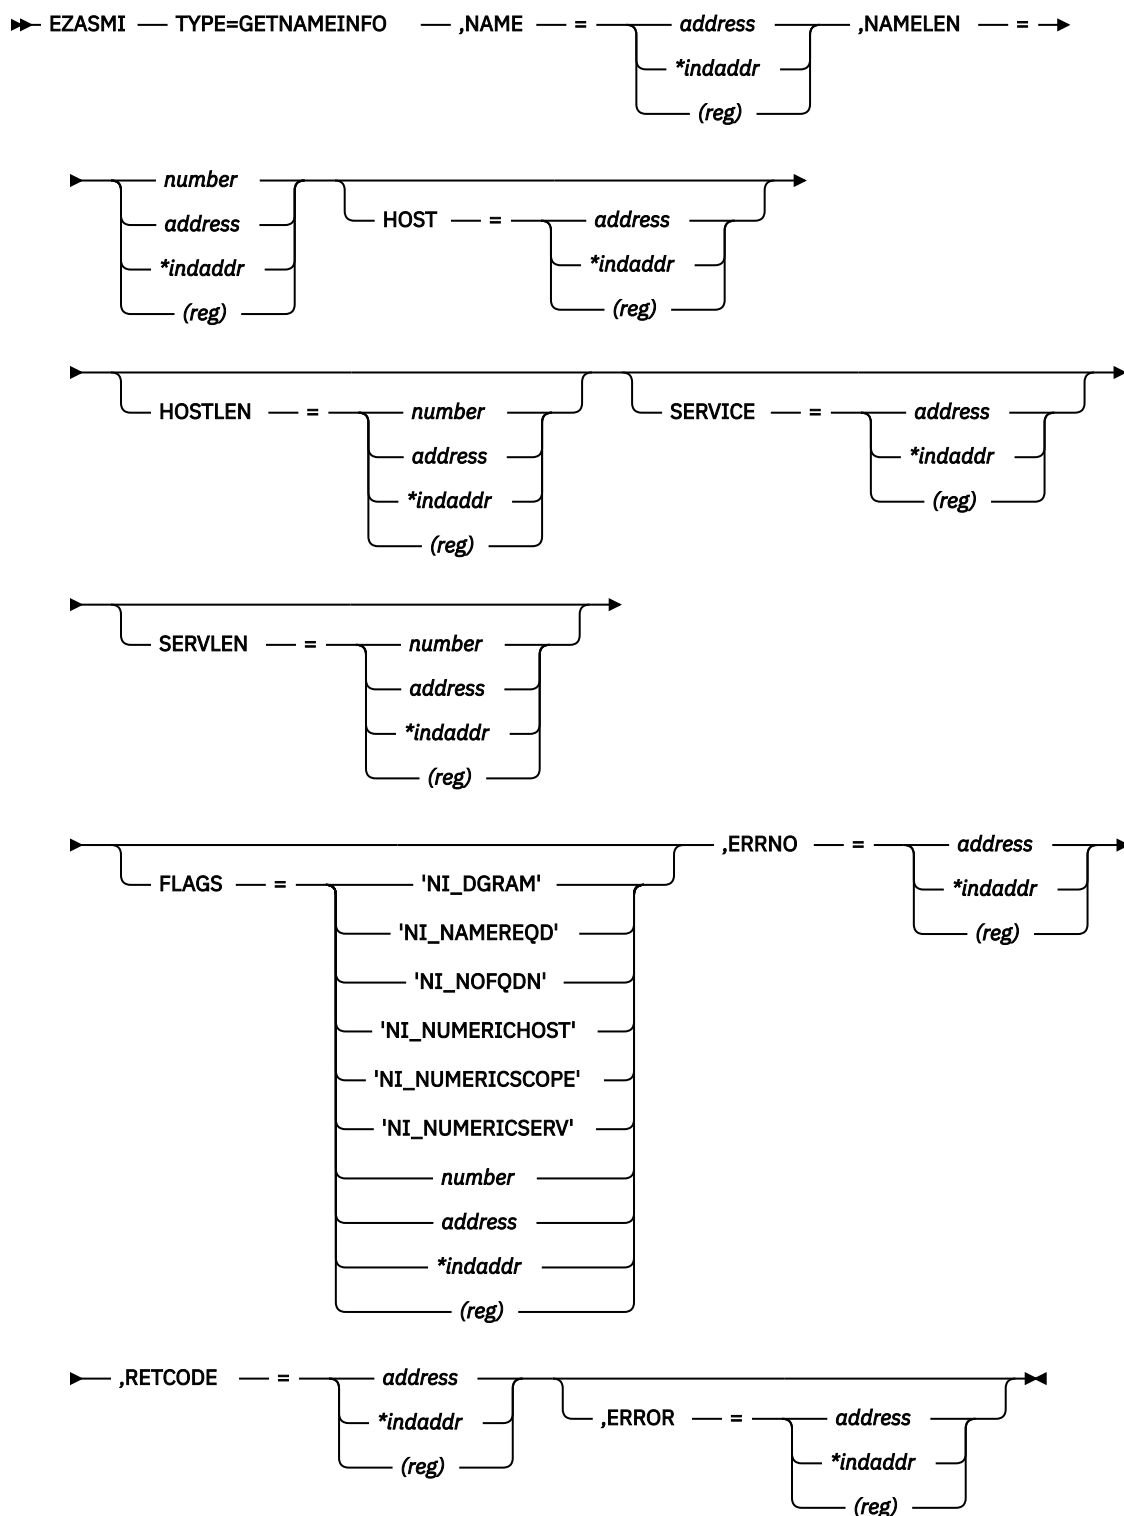 EZASMI TYPE=GETNAMEINFO ,NAME = address ,NAMELEN =
*indaddr
(reg)
number
address HOST = address
*indaddr *indaddr
(reg) (reg)
HOSTLEN = number SERVICE = address
address *indaddr
*indaddr (reg)
(reg)
SERVLEN = number
address
*indaddr
(reg)
,ERRNO = address
FLAGS = 'NI_DGRAM' *indaddr
'NI_NAMEREQD' (reg)
'NI_NOFQDN'
'NI_NUMERICHOST'
'NI_NUMERICSCOPE'
'NI_NUMERICSERV'
number
address
*indaddr
(reg)
,RETCODE = address
*indaddr ,ERROR = address
(reg) *indaddr
(reg)